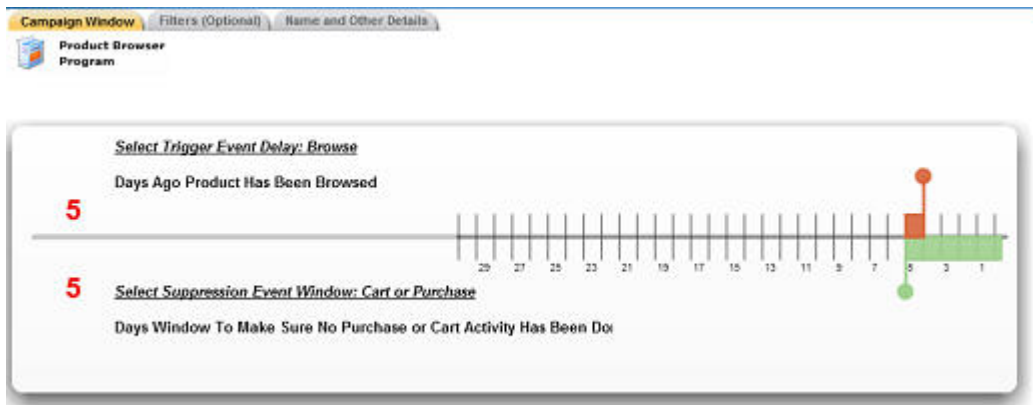 Campaign Window Filters (Optional) Name and Other Details
Product Browser
Program
Select Trigger Event Delay: Browse
Days Ago Product Has Been Browsed
5
29 27 25 23 21 19 17 15 13 11 9 7 5 3 1
5
Select Suppression Event Window: Cart or Purchase
Days Window To Make Sure No Purchase or Cart Activity Has Been Do